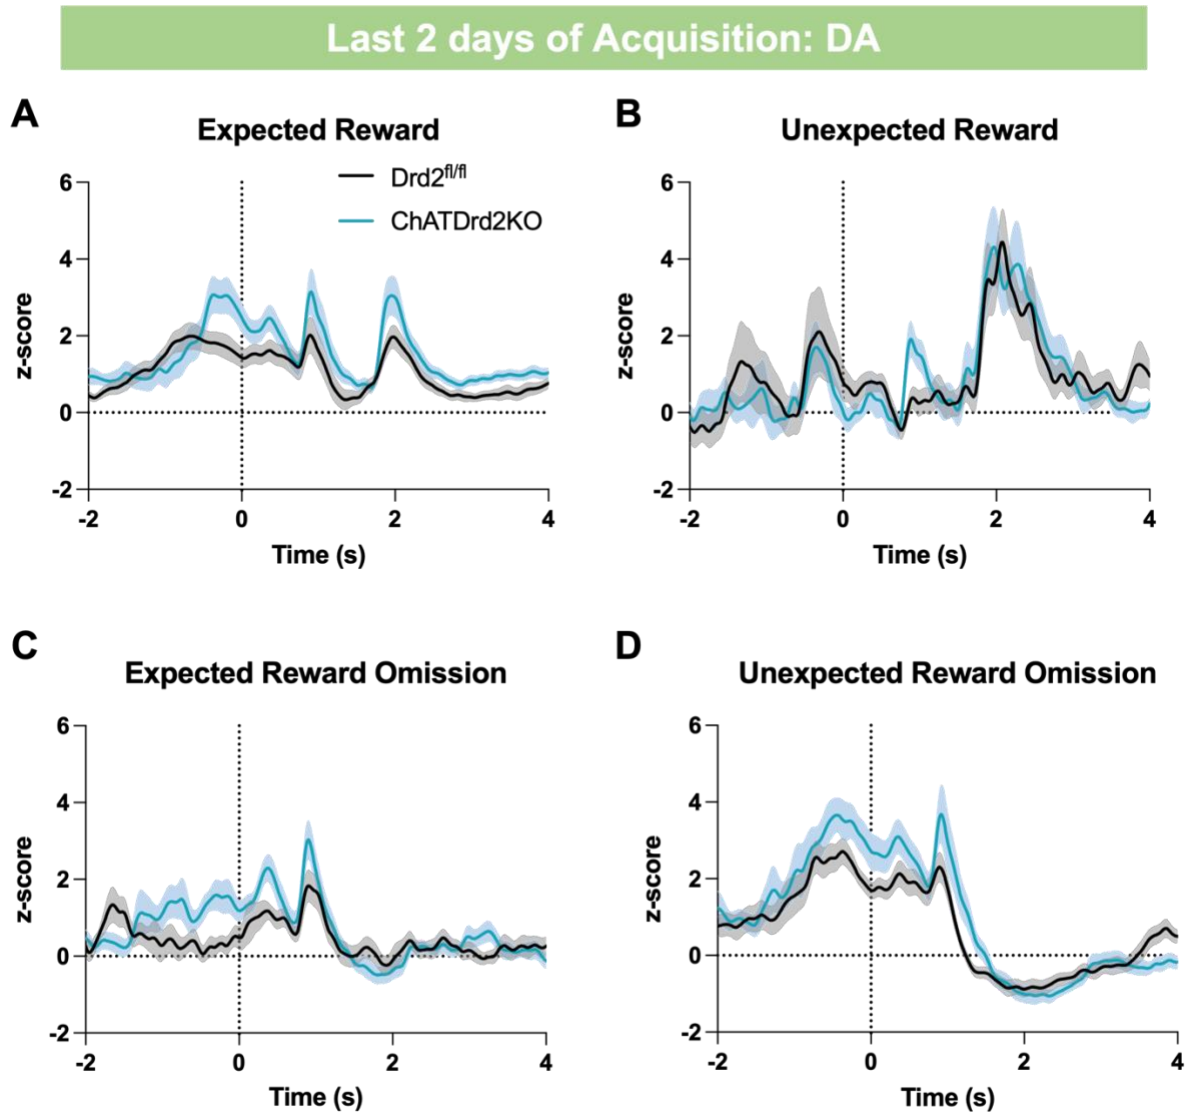 Last 2 days of Acquisition: DA
A
Expected Reward
Drd2fl/fl
ChATDrd2KO
6
4
2
0
-2
z-score
-2
0
2
4
Time (s)
B
Unexpected Reward
6
4
2
0
-2
z-score
-2
0
2
4
Time (s)
C
Expected Reward Omission
6
4
2
0
-2
z-score
-2
0
2
4
Time (s)
D
Unexpected Reward Omission
6
4
2
0
-2
z-score
-2
0
2
4
Time (s)